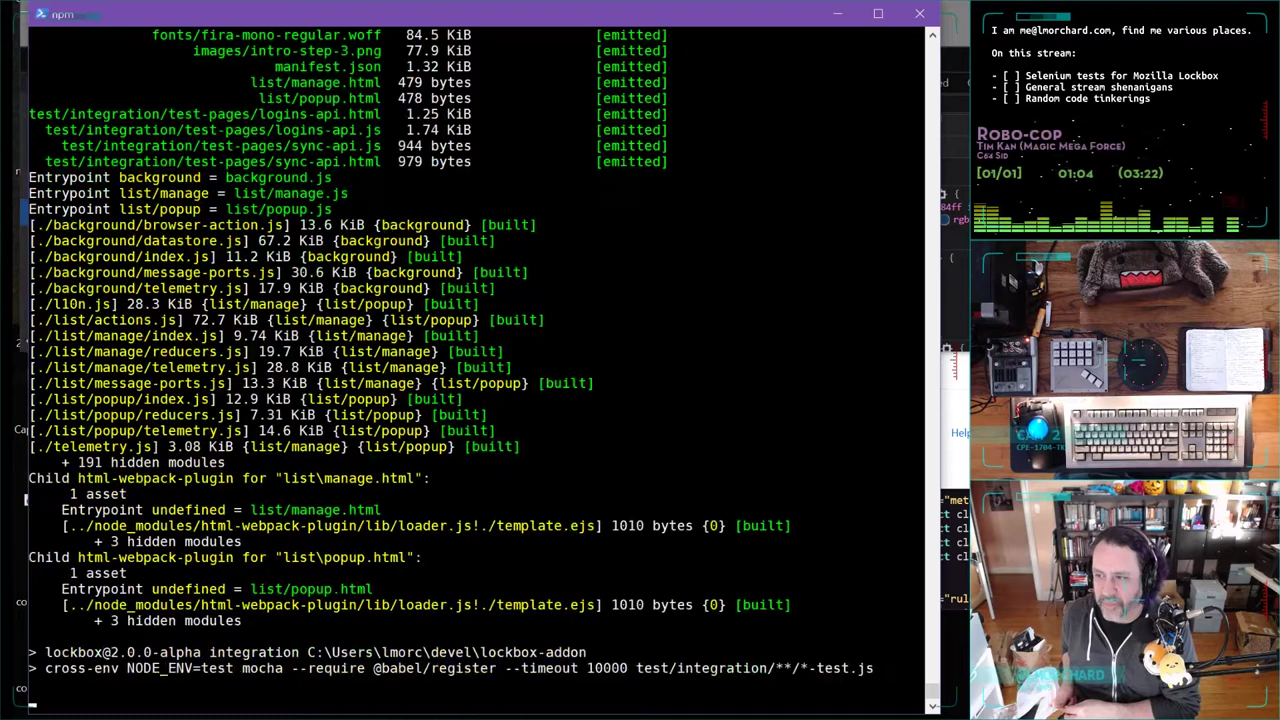 npm
fonts/fira-mono-regular.woff 84.5 KiB [emitted]
images/intro-step-3.png 77.9 KiB [emitted]
manifest.json 1.32 KiB [emitted]
list/manage.html 479 bytes [emitted]
list/popup.html 478 bytes [emitted]
test/integration/test-pages/logins-api.html 1.25 KiB [emitted]
test/integration/test-pages/logins-api.js 1.74 KiB [emitted]
test/integration/test-pages/sync-api.js 944 bytes [emitted]
test/integration/test-pages/sync-api.html 979 bytes [emitted]
Entrypoint background = background.js
Entrypoint list/manage = list/manage.js
Entrypoint list/popup = list/popup.js
[./background/browser-action.js] 13.6 KiB {background} [built]
[./background/datastore.js] 67.2 KiB {background} [built]
[./background/index.js] 11.2 KiB {background} [built]
[./background/message-ports.js] 30.6 KiB {background} [built]
[./background/telemetry.js] 17.9 KiB {background} [built]
[./l10n.js] 28.3 KiB {list/manage} {list/popup} [built]
[./list/actions.js] 72.7 KiB {list/manage} {list/popup} [built]
[./list/manage/index.js] 9.74 KiB {list/manage} [built]
[./list/manage/reducers.js] 19.7 KiB {list/manage} [built]
[./list/manage/telemetry.js] 28.8 KiB {list/manage} [built]
[./list/message-ports.js] 13.3 KiB {list/manage} {list/popup} [built]
[./list/popup/index.js] 12.9 KiB {list/popup} [built]
[./list/popup/reducers.js] 7.31 KiB {list/popup} [built]
[./list/popup/telemetry.js] 14.6 KiB {list/popup} [built]
[./telemetry.js] 3.08 KiB {list/manage} {list/popup} [built]
+ 191 hidden modules
Child html-webpack-plugin for "list\manage.html":
1 asset
Entrypoint undefined = list/manage.html
[../node_modules/html-webpack-plugin/lib/loader.js!./template.ejs] 1010 bytes {0} [built]
+ 3 hidden modules
Child html-webpack-plugin for "list\popup.html":
1 asset
Entrypoint undefined = list/popup.html
[../node_modules/html-webpack-plugin/lib/loader.js!./template.ejs] 1010 bytes {0} [built]
+ 3 hidden modules
> lockbox@2.0.0-alpha integration C:\Users\lmorc\devel\lockbox-addon
> cross-env NODE_ENV=test mocha --require @babel/register --timeout 10000 test/integration/**/*-test.js
Help
I am me@lmorchard.com, find me various places.
On this stream:
- [ ] Selenium tests for Mozilla Lockbox
- [ ] General stream shenanigans
- [ ] Random code tinkerings
Robo-cop
Tim Kan (Magic Mega Force)
C64 Sid
[01/01] 01:04 (03:22)
CAM 2